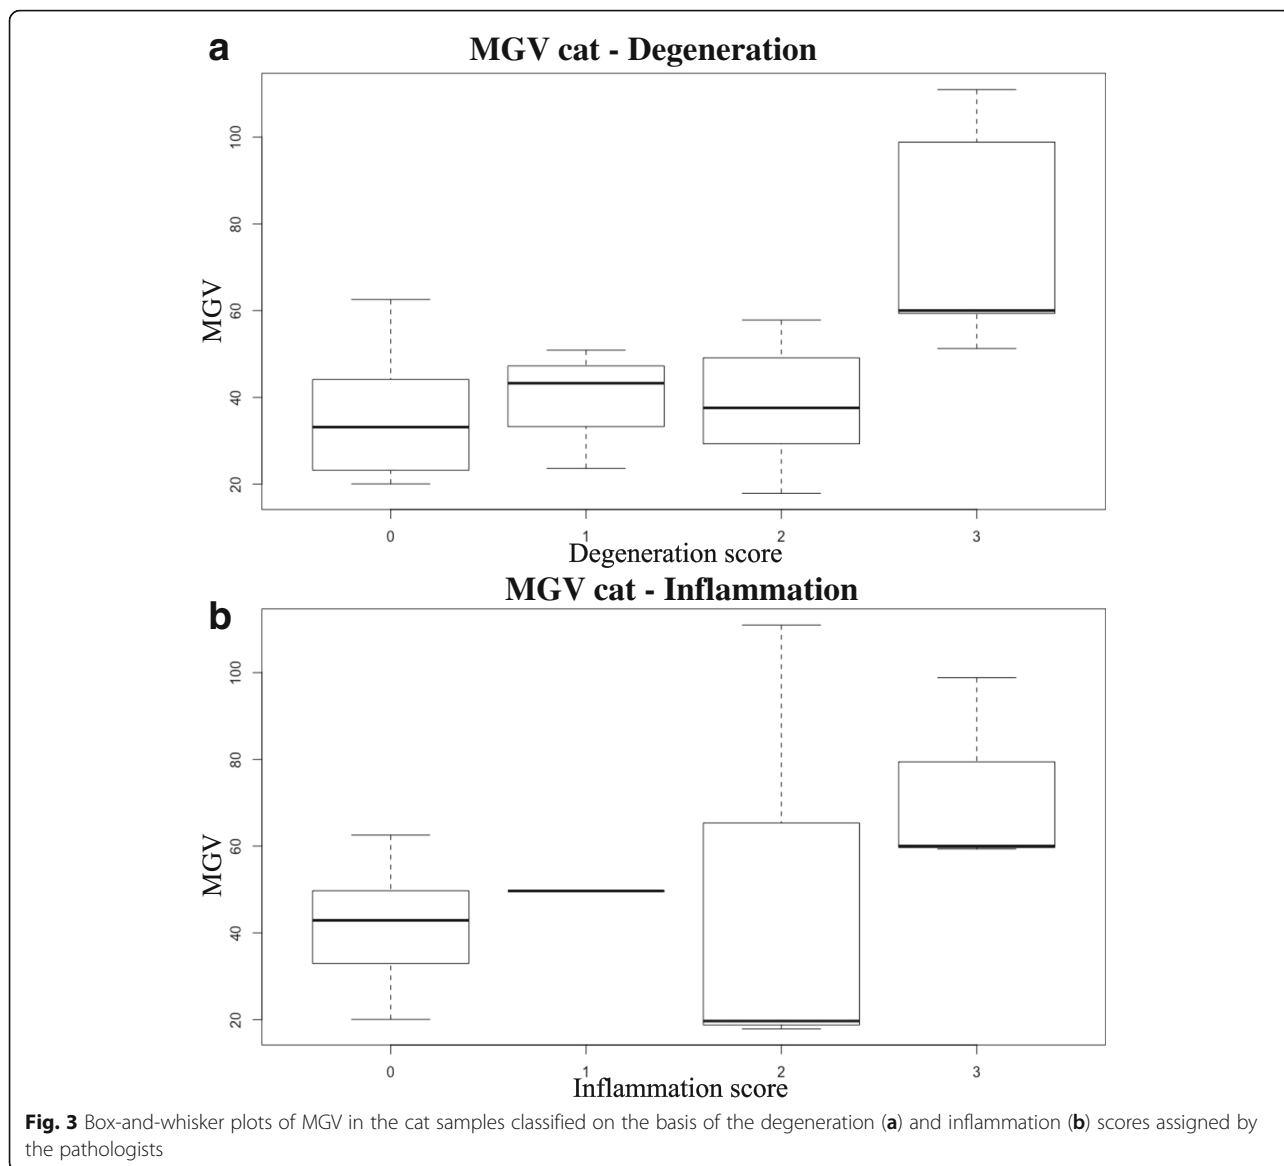 a
MGV cat - Degeneration
MGV
20
40
60
80
100
0 1 2 3
Degeneration score
b
MGV cat - Inflammation
MGV
20
40
60
80
100
0 1 2 3
Inflammation score
Fig. 3 Box-and-whisker plots of MGV in the cat samples classified on the basis of the degeneration (a) and inflammation (b) scores assigned by
the pathologists